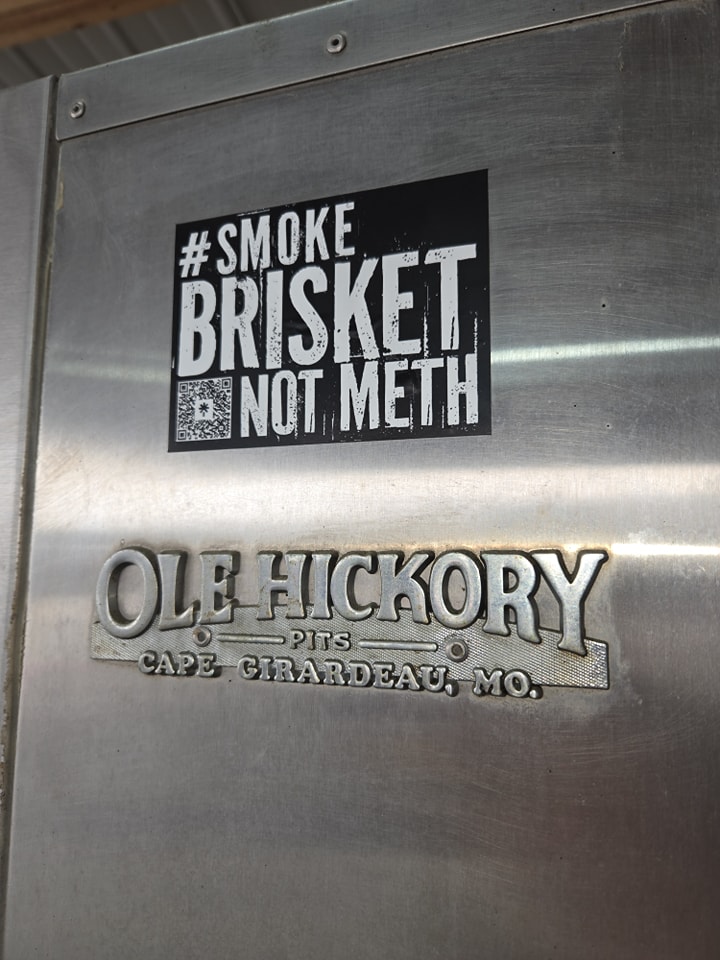 #SMOKE
BRISKET
NOT METH
OLE HICKORY
PITS
CAPE GIRARDEAU, MO.